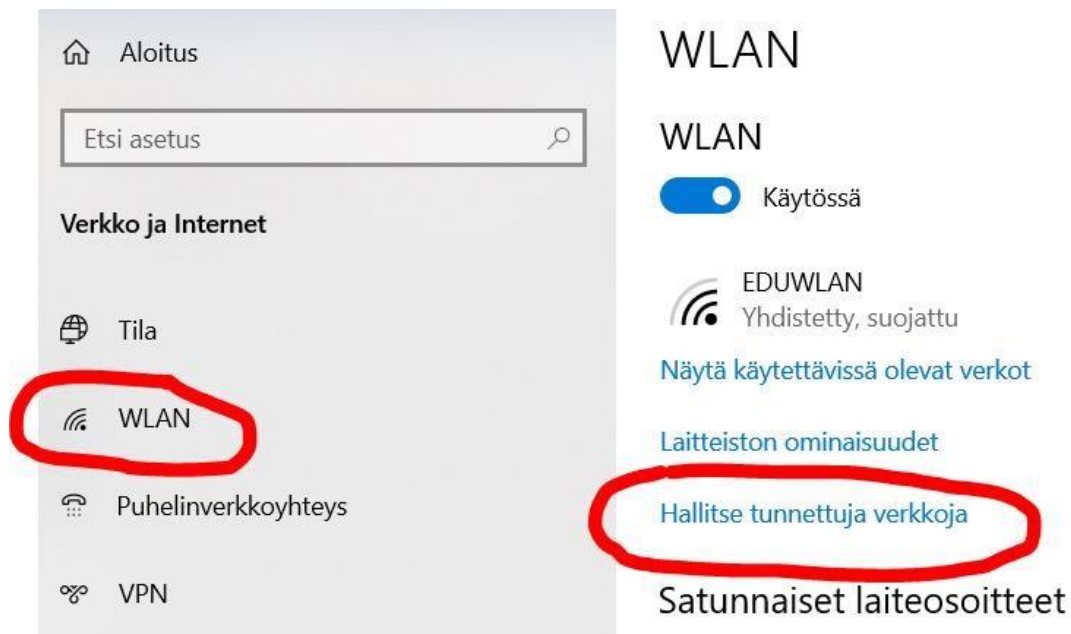 Aloitus
Etsi asetus
Verkko ja Internet
Tila
WLAN
Puhelinverkkoyhteys
VPN
WLAN
WLAN
Käytössä
EDUWLAN
Yhdistetty, suojattu
Näytä käytettävissä olevat verkot
Laitteiston ominaisuudet
Hallitse tunnettuja verkkoja
Satunnaiset laiteosoitteet